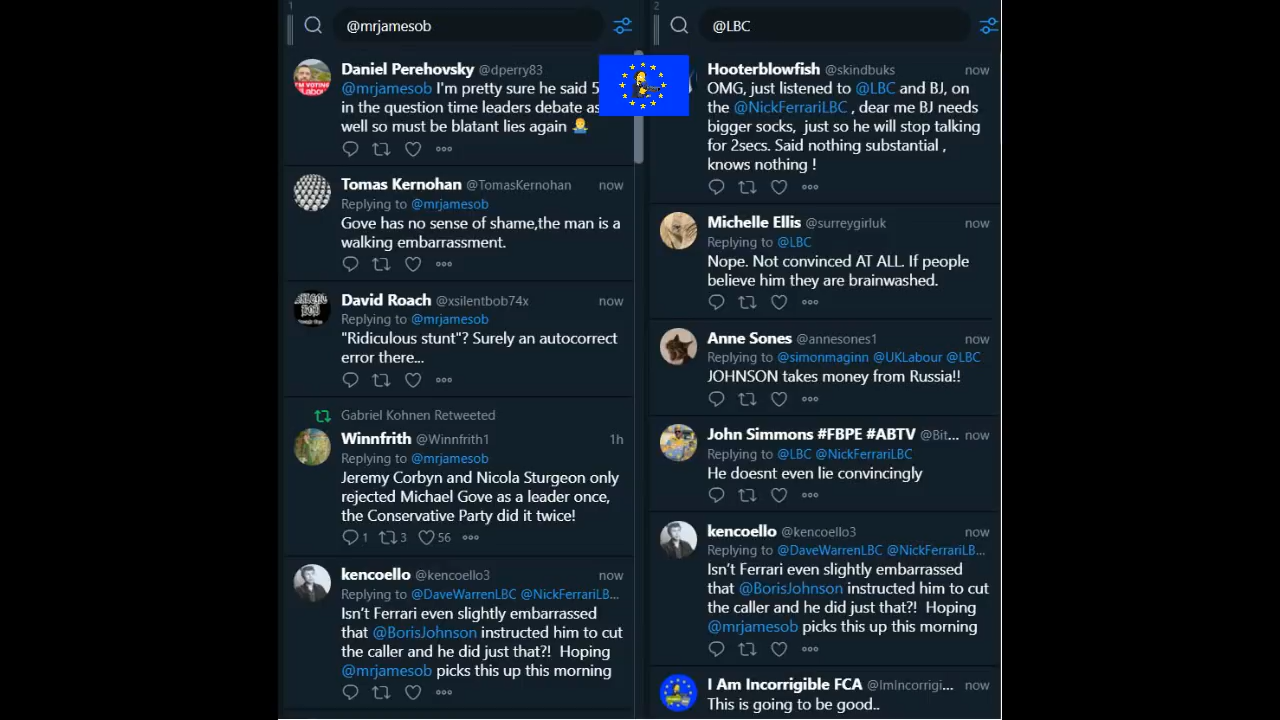 1
@mrjamesob
Daniel Perehovsky @dperry83
@mrjamesob I'm pretty sure he said 5
in the question time leaders debate as
well so must be blatant lies again
Tomas Kernohan @TomasKernohan now
Replying to @mrjamesob
Gove has no sense of shame,the man is a
walking embarrassment.
David Roach @xsilentbob74x now
Replying to @mrjamesob
"Ridiculous stunt"? Surely an autocorrect
error there...
Gabriel Kohnen Retweeted
Winnfrith @Winnfrith1 1h
Replying to @mrjamesob
Jeremy Corbyn and Nicola Sturgeon only
rejected Michael Gove as a leader once,
the Conservative Party did it twice!
1 3 56
kencoello @kencoello3 now
Replying to @DaveWarrenLBC @NickFerrariLB...
Isn't Ferrari even slightly embarrassed
that @BorisJohnson instructed him to cut
the caller and he did just that?! Hoping
@mrjamesob picks this up this morning
2
@LBC
Hooterblowfish @skindbuks now
OMG, just listened to @LBC and BJ, on
the @NickFerrariLBC , dear me BJ needs
bigger socks, just so he will stop talking
for 2secs. Said nothing substantial ,
knows nothing !
Michelle Ellis @surreygirluk now
Replying to @LBC
Nope. Not convinced AT ALL. If people
believe him they are brainwashed.
Anne Sones @annesones1 now
Replying to @simonmaginn @UKLabour @LBC
JOHNSON takes money from Russia!!
John Simmons #FBPE #ABTV @Bit... now
Replying to @LBC @NickFerrariLBC
He doesnt even lie convincingly
kencoello @kencoello3 now
Replying to @DaveWarrenLBC @NickFerrariLB...
Isn't Ferrari even slightly embarrassed
that @BorisJohnson instructed him to cut
the caller and he did just that?! Hoping
@mrjamesob picks this up this morning
I Am Incorrigible FCA @ImIncorrigi... now
This is going to be good..